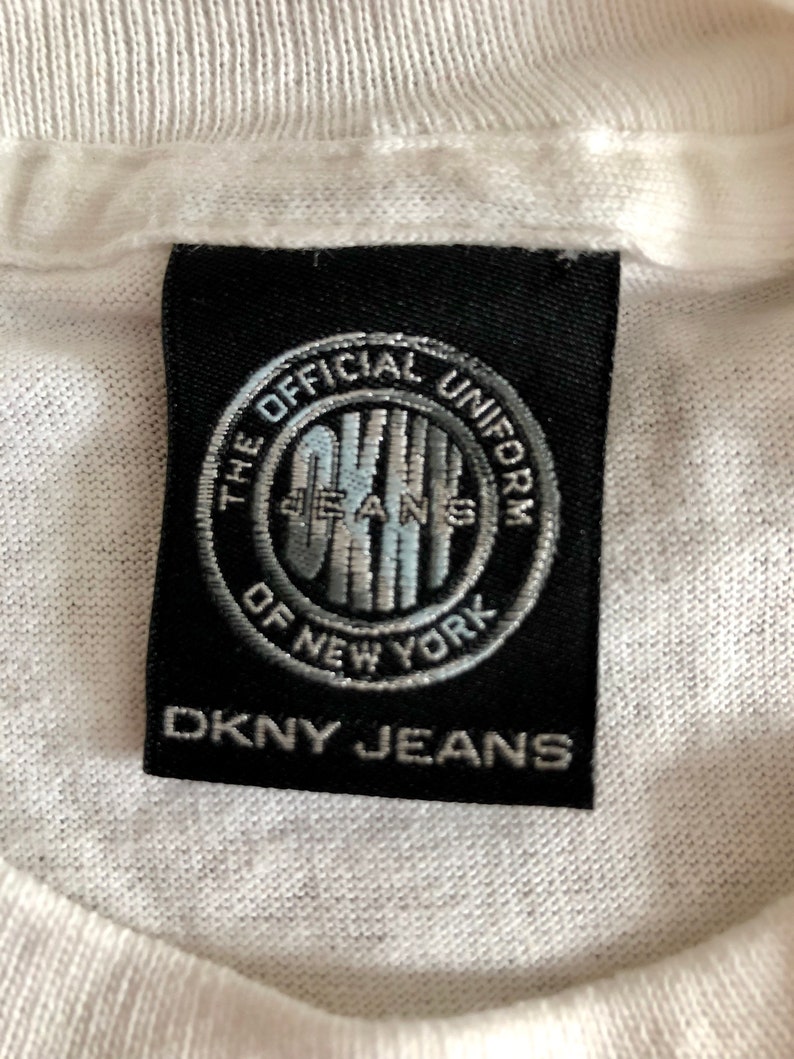 THE OFFICIAL UNIFORM
DKNY
JEANS
OF NEW YORK
DKNY JEANS